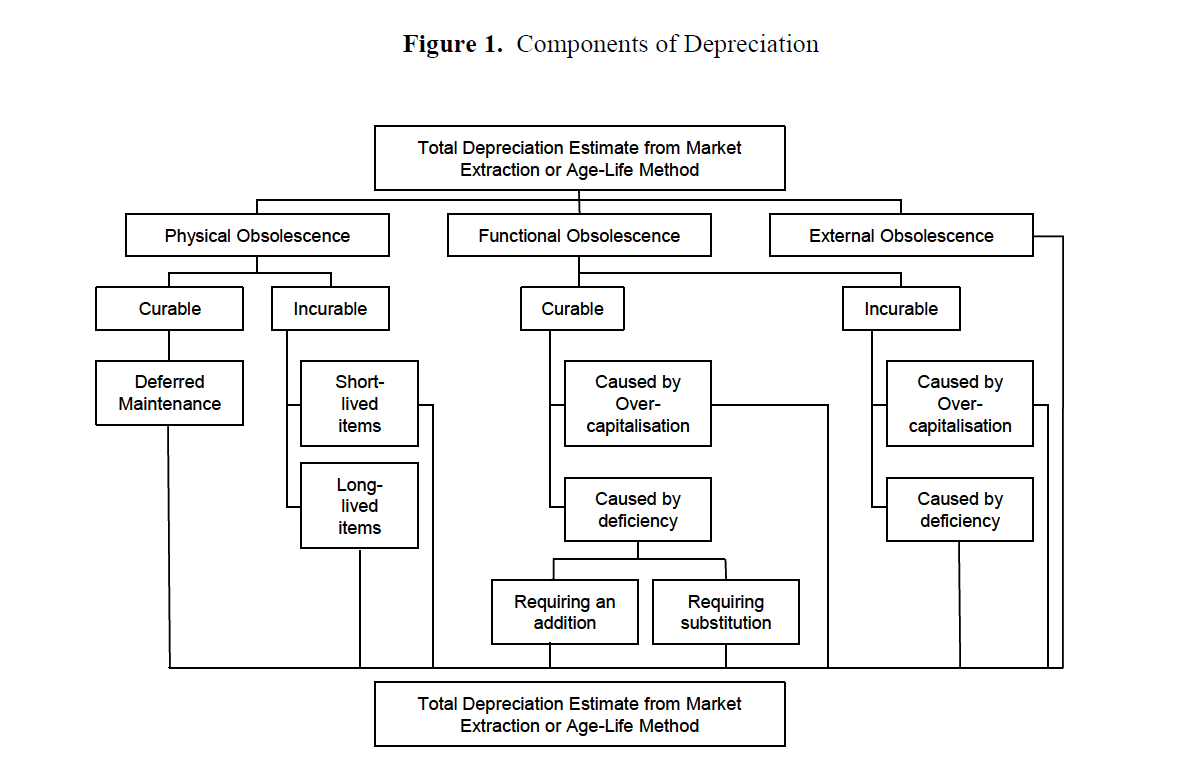 Figure 1. Components of Depreciation
Total Depreciation Estimate from Market
Extraction or Age-Life Method
Physical Obsolescence
Functional Obsolescence
External Obsolescence
Curable
Incurable
Curable
Incurable
Deferred
Maintenance
Short-
lived
items
Caused by
Over-
capitalisation
Caused by
Over-
capitalisation
Long-
lived
items
Caused by
deficiency
Caused by
deficiency
Requiring an
addition
Requiring
substitution
Total Depreciation Estimate from Market
Extraction or Age-Life Method